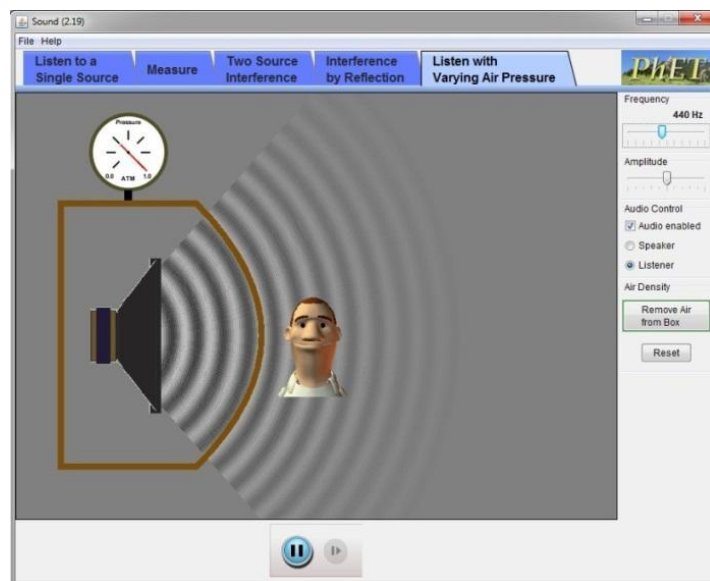 Sound (2.19)
File Help
Listen to a
Single Source
Measure
Two Source
Interference
Interference
by Reflection
Listen with
Varying Air Pressure
PhET
Frequency
440 Hz
Pressure
0.0 ATM 1.0
Amplitude
Audio Control
Audio enabled
Speaker
Listener
Air Density
Remove Air
from Box
Reset